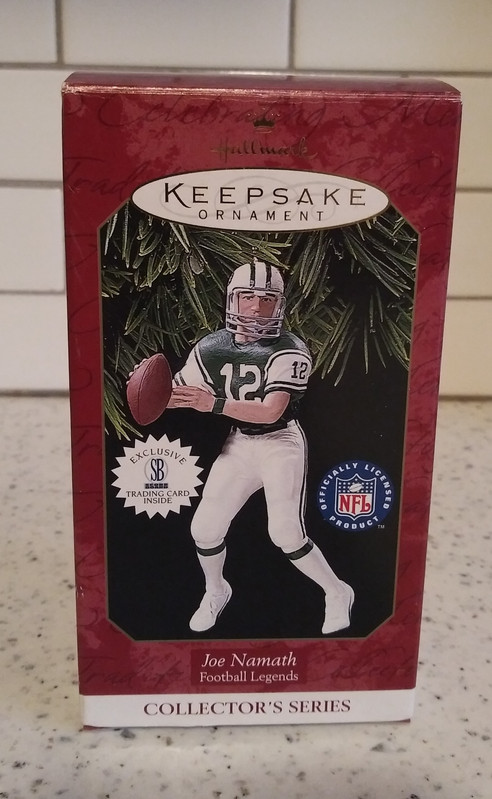 Hallmark
KEEPSAKE
ORNAMENT
12
12
EXCLUSIVE
SB
TRADING CARD
INSIDE
OFFICIALLY LICENSED
NFL
PRODUCT
TM
Joe Namath
Football Legends
COLLECTOR'S SERIES